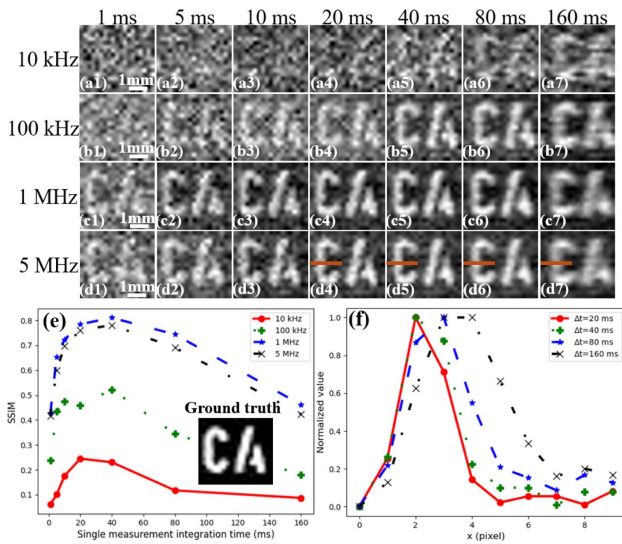 1 ms 5 ms 10 ms 20 ms 40 ms 80 ms 160 ms
10 kHz
(a1) 1mm (a2) (a3) (a4) (a5) (a6) (a7)
100 kHz
(b1) 1mm (b2) (b3) (b4) (b5) (b6) (b7)
1 MHz
(c1) 1mm (c2) (c3) (c4) (c5) (c6) (c7)
5 MHz
(d1) 1mm (d2) (d3) (d4) (d5) (d6) (d7)
(e)
10 kHz
100 kHz
1 MHz
5 MHz
Ground truth
CA
SSIM
0.8
0.7
0.6
0.5
0.4
0.3
0.2
0.1
0 20 40 60 80 100 120 140 160
Single measurement integration time (ms)
(f)
Δt=20 ms
Δt=40 ms
Δt=80 ms
Δt=160 ms
Normalized value
1.0
0.8
0.6
0.4
0.2
0.0
0 2 4 6 8
x (pixel)